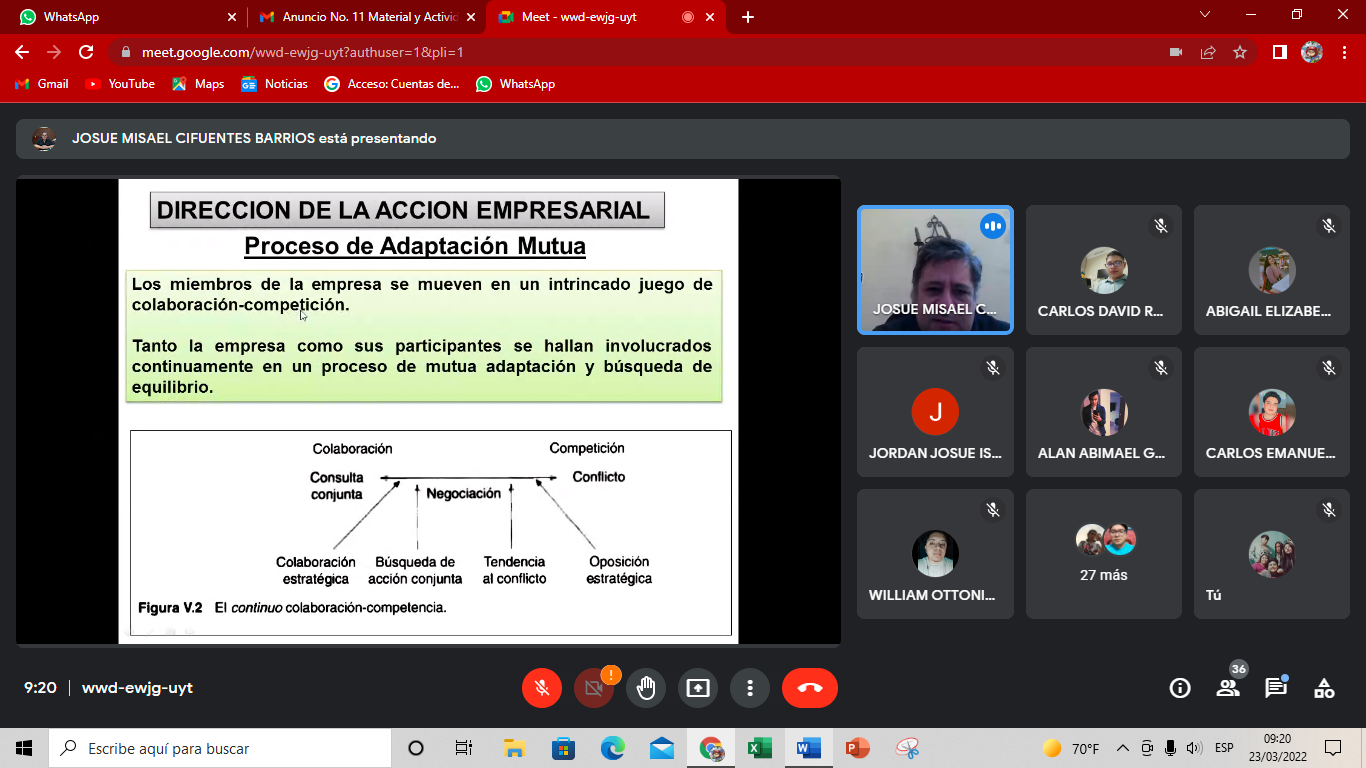 WhatsApp
Anuncio No. 11 Material y Activid
Meet - wwd-ewjg-uyt
meet.google.com/wwd-ewjg-uyt?authuser=1&pli=1
Gmail
YouTube
Maps
Noticias
Acceso: Cuentas de...
WhatsApp
JOSUE MISAEL CIFUENTES BARRIOS está presentando
DIRECCION DE LA ACCION EMPRESARIAL
Proceso de Adaptación Mutua
Los miembros de la empresa se mueven en un intrincado juego de
colaboración-competición.
Tanto la empresa como sus participantes se hallan involucrados
continuamente en un proceso de mutua adaptación y búsqueda de
equilibrio.
Colaboración
Competición
Consulta
conjunta
Negociación
Conflicto
Colaboración
estratégica
Búsqueda de
acción conjunta
Tendencia
al conflicto
Oposición
estratégica
Figura V.2 El continuo colaboración-competencia.
JOSUE MISAEL C...
CARLOS DAVID R...
ABIGAIL ELIZABE...
J
JORDAN JOSUE IS...
ALAN ABIMAEL G...
CARLOS EMANUE...
WILLIAM OTTONI...
27 más
Tú
9:20
wwd-ewjg-uyt
!
36
Escribe aquí para buscar
70°F
ESP
09:20
23/03/2022